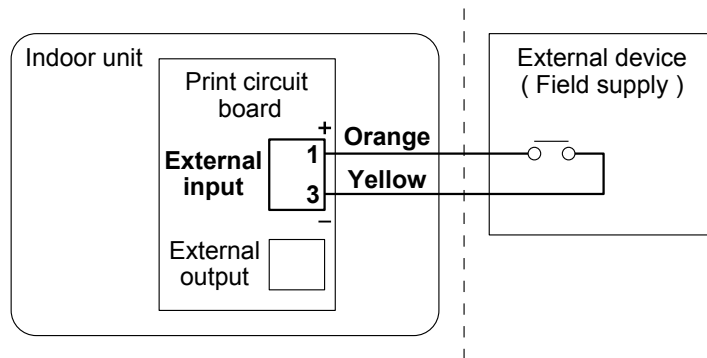 Indoor unit
Print circuit
board
External
input
+
1
3
–
Orange
Yellow
External
output
External device
( Field supply )